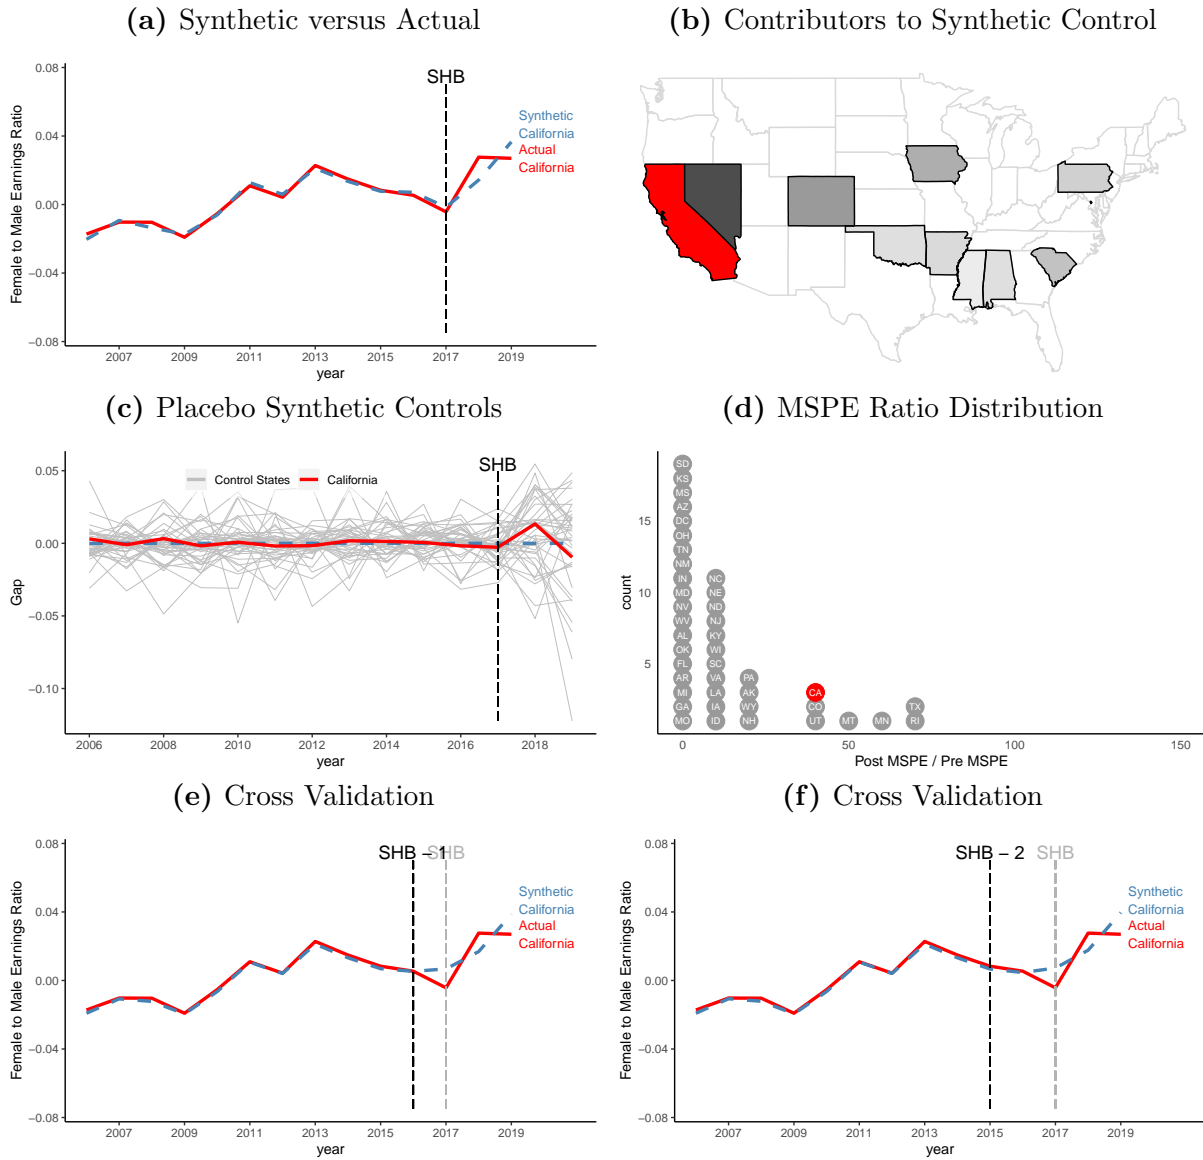 (a) Synthetic versus Actual
0.08
0.04
0.00
−0.04
−0.08
Female to Male Earnings Ratio
SHB
Synthetic
California
Actual
California
2007 2009 2011 2013 2015 2017 2019
year
(b) Contributors to Synthetic Control
(c) Placebo Synthetic Controls
0.05
0.00
−0.05
−0.10
Gap
Control States California
SHB
2006 2008 2010 2012 2014 2016 2018
year
(d) MSPE Ratio Distribution
15
10
5
count
SD
KS
MS
AZ
DC
OH
TN
NM
IN NC
MD NE
NV ND
WV NJ
AL KY
OK WI
FL SC
AR VA PA
MI LA AK CA
GA IA WY CO TX
MO ID NH UT MT MN RI
0 50 100 150
Post MSPE / Pre MSPE
(e) Cross Validation
0.08
0.04
0.00
−0.04
−0.08
Female to Male Earnings Ratio
SHB − 1 SHB
Synthetic
California
Actual
California
2007 2009 2011 2013 2015 2017 2019
year
(f) Cross Validation
0.08
0.04
0.00
−0.04
−0.08
Female to Male Earnings Ratio
SHB − 2 SHB
Synthetic
California
Actual
California
2007 2009 2011 2013 2015 2017 2019
year